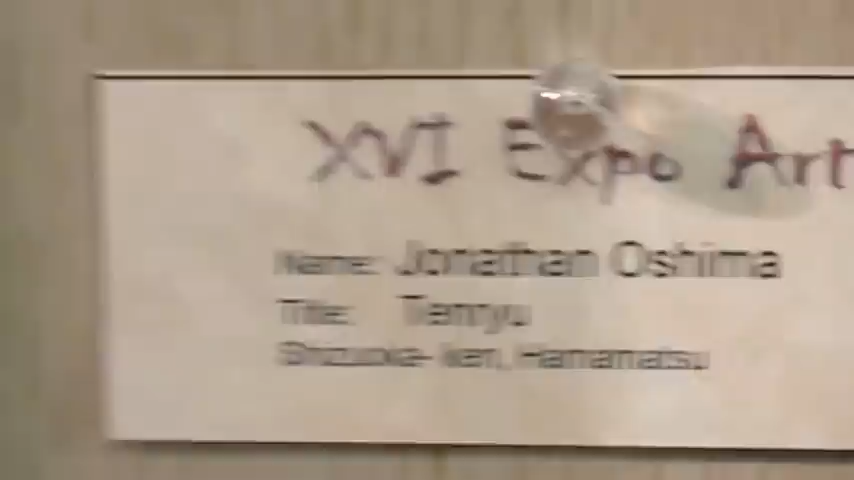 XVI Expo Art
Name: Jonathan Oshima
Title: Tenryu
Shizuoka- ken, Hamamatsu